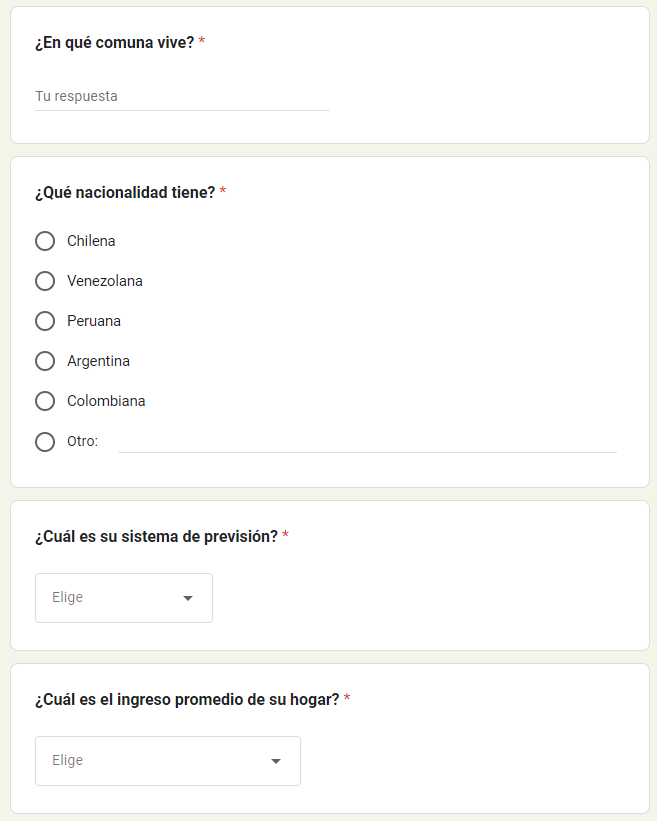 ¿En qué comuna vive? *
Tu respuesta
¿Qué nacionalidad tiene? *
Chilena
Venezolana
Peruana
Argentina
Colombiana
Otro:
¿Cuál es su sistema de previsión? *
Elige
¿Cuál es el ingreso promedio de su hogar? *
Elige